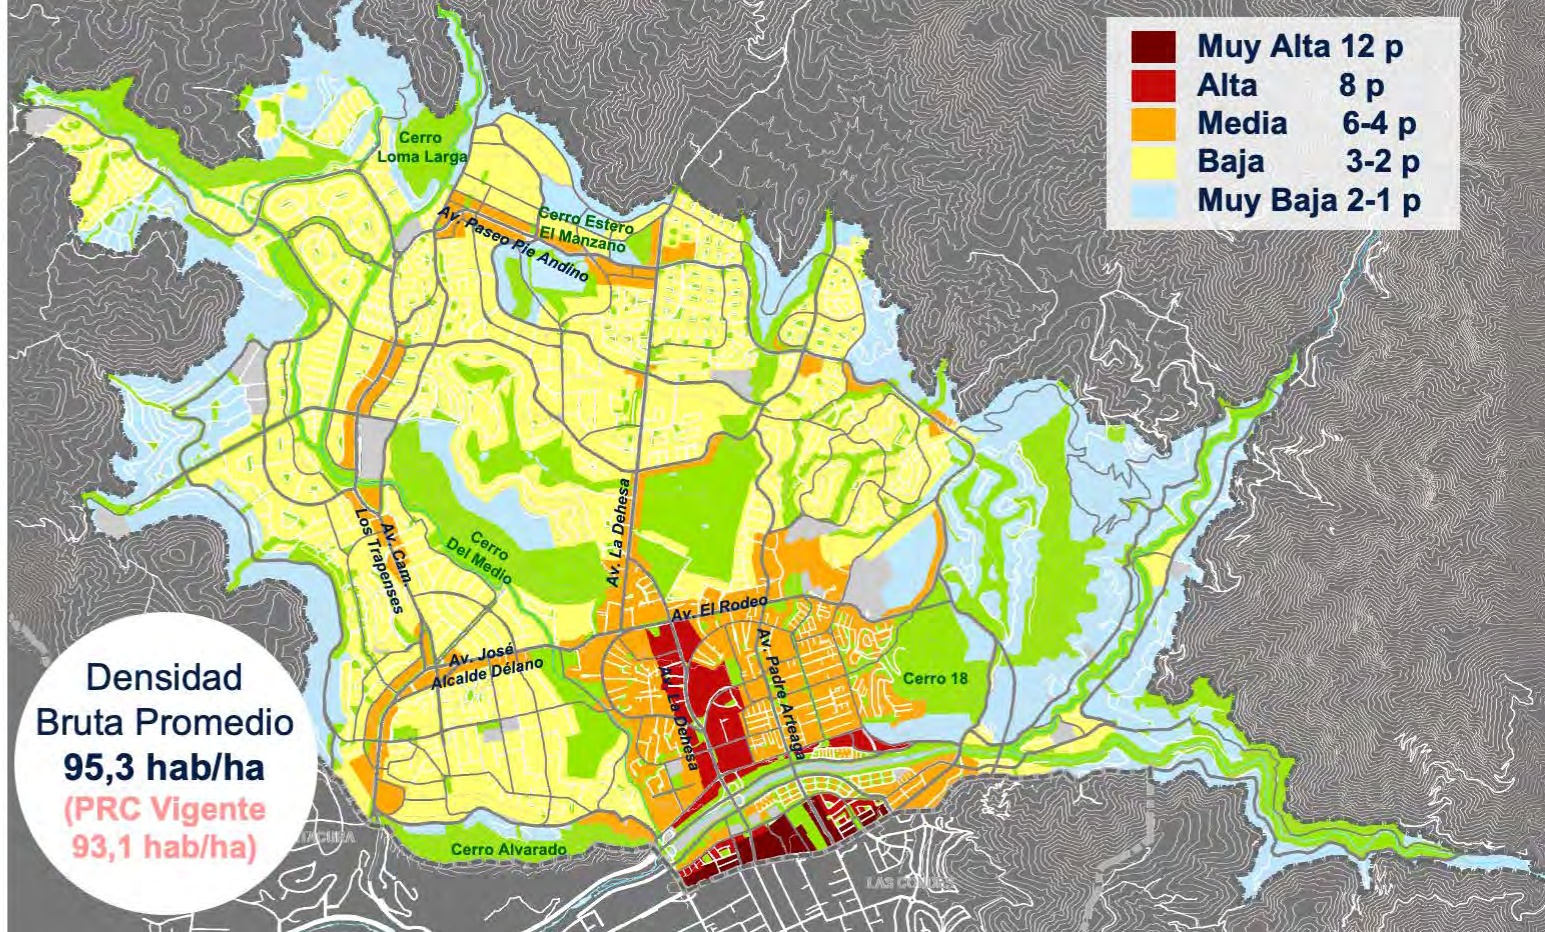 Muy Alta 12 p
Alta 8 p
Media 6-4 p
Baja 3-2 p
Muy Baja 2-1 p
Cerro
Loma Larga
Cerro Estero
El Manzano
Av. Paseo Pie Andino
Av. La Dehesa
Cerro
Del Medio
Av. Cam.
Los Trapenses
Av. El Rodeo
Av. José
Alcalde Délano
Av. La Dehesa
Av. Padre Arteaga
Cerro 18
Cerro Alvarado
LAS CONDES
Densidad
Bruta Promedio
95,3 hab/ha
(PRC Vigente
93,1 hab/ha)